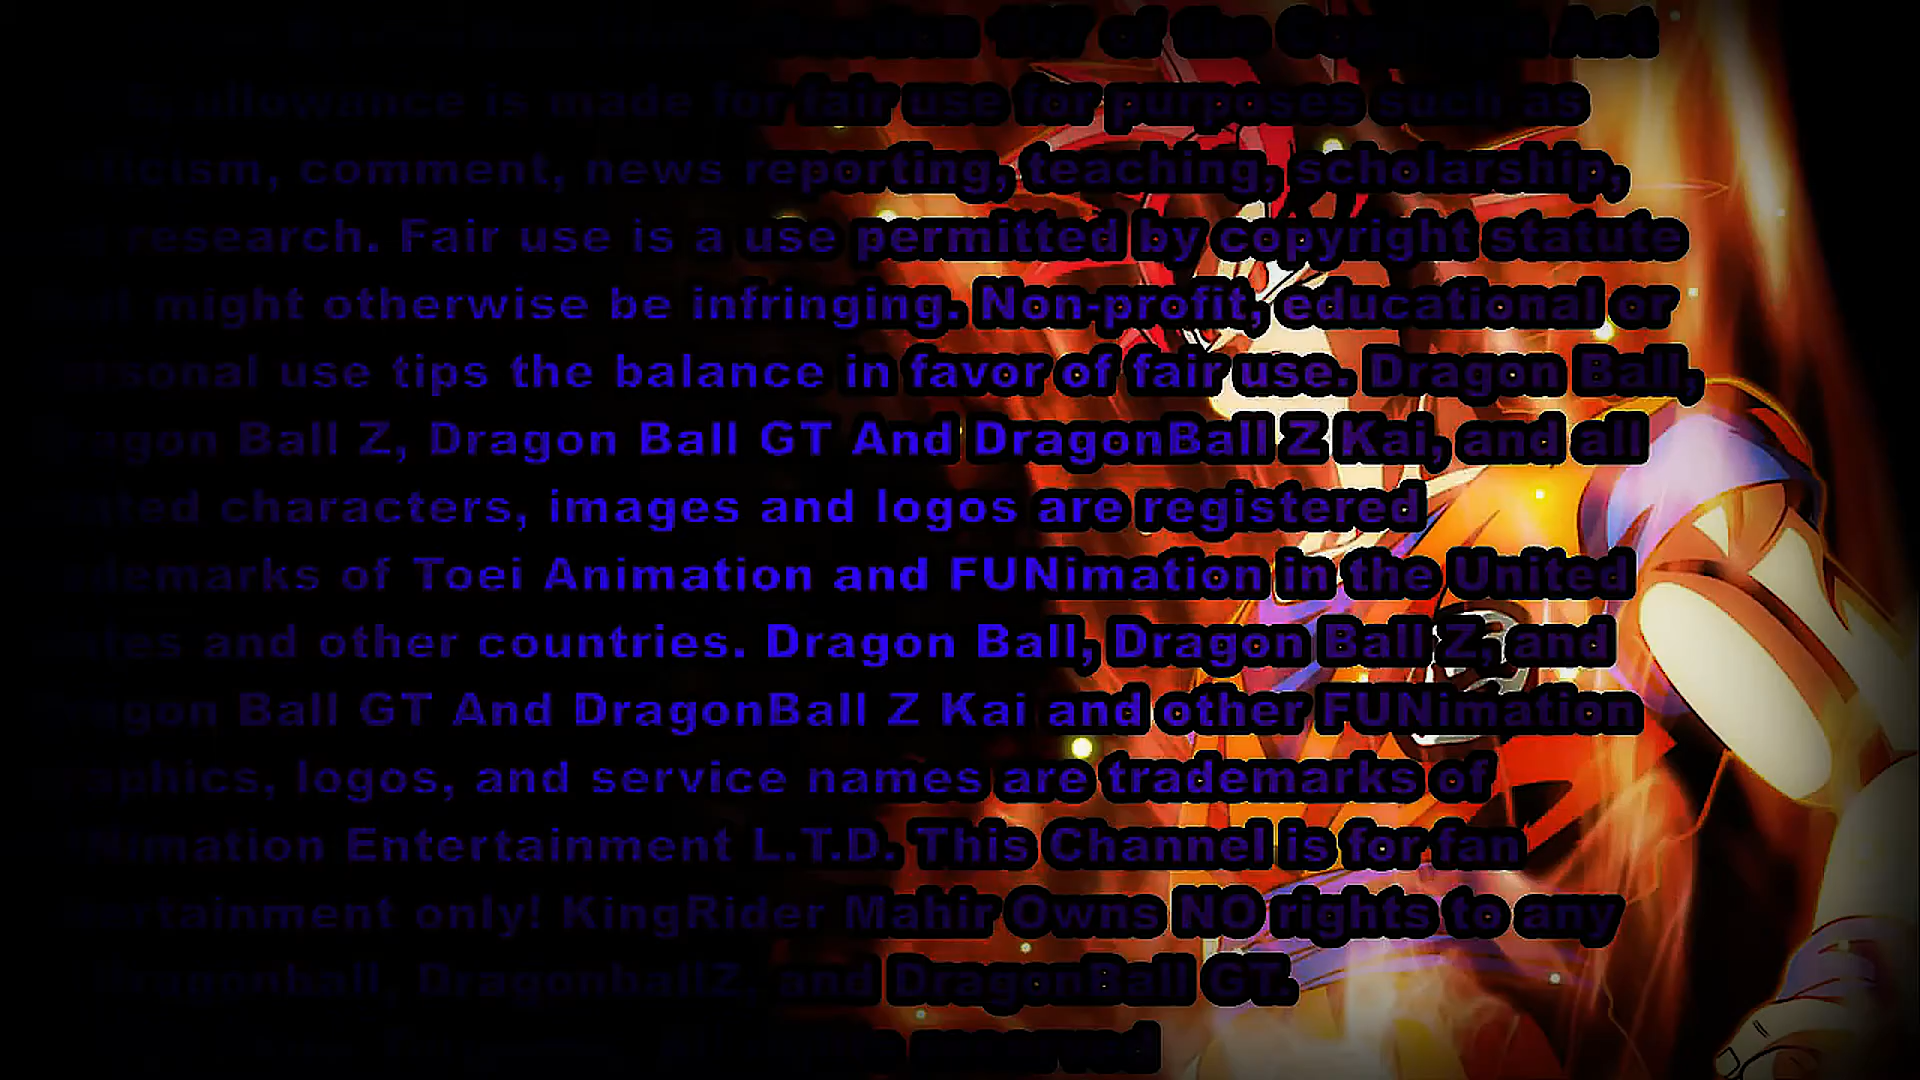 of the Act
allowance is made for fair use for purposes such as
comment, news reporting, teaching, scholarship,
research. Fair use is a use permitted by copyright statute
might otherwise be infringing. Non-profit, educational or
use tips the balance in favor of fair use. Dragon Ball,
Ball Z, Dragon Ball GT And DragonBall Z Kai, and all
characters, images and logos are registered
of Toei Animation and FUNimation in the United
and other countries. Dragon Ball, Dragon Ball Z, and
Ball GT And DragonBall Z Kai and other FUNimation
logos, and service names are trademarks of
Entertainment L.T.D. This Channel is for fan
only! KingRider Mahir Owns NO rights to any
Dragonball, DragonballZ, and DragonBall GT.
reserved